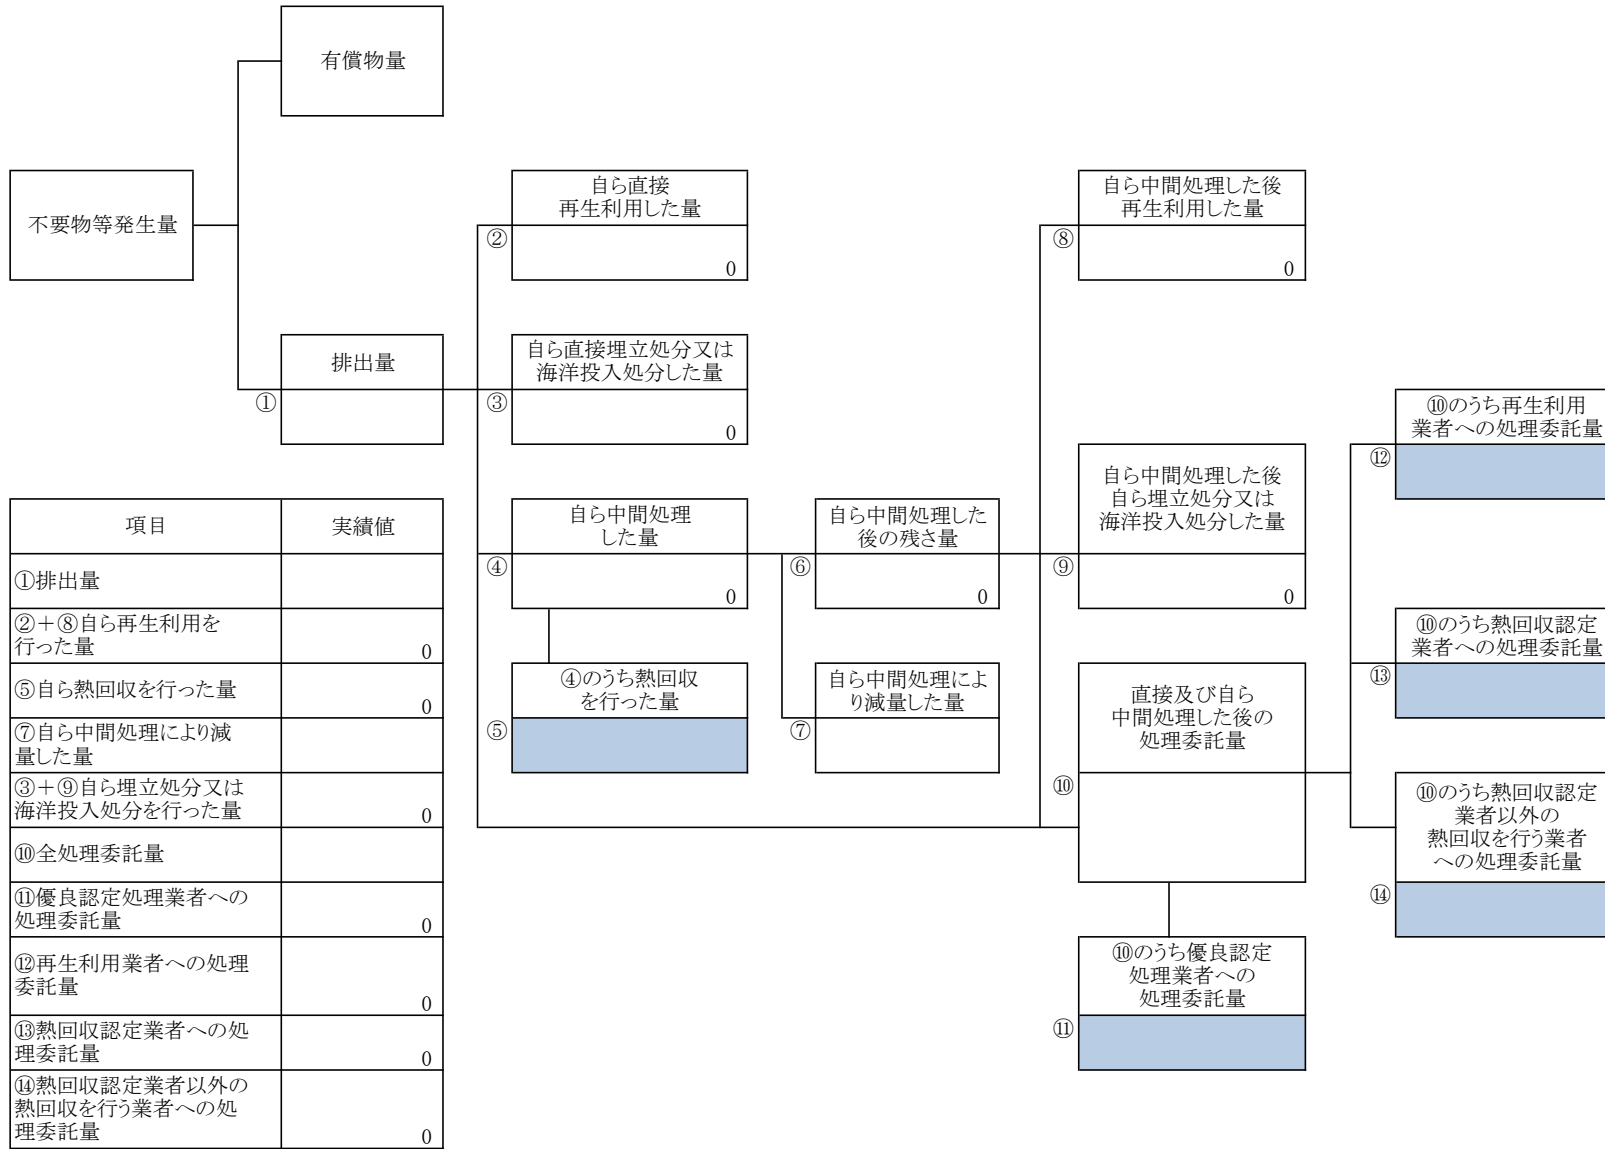 有償物量
不要物等発生量
自ら直接
再生利用した量
②
0
自ら中間処理した後
再生利用した量
⑧
0
排出量
①
自ら直接埋立処分又は
海洋投入処分した量
③
0
⑩のうち再生利用
業者への処理委託量
⑫
自ら中間処理
した量
④
0
自ら中間処理した
後の残さ量
⑥
0
自ら中間処理した後
自ら埋立処分又は
海洋投入処分した量
⑨
0
⑩のうち熱回収認定
業者への処理委託量
⑬
④のうち熱回収
を行った量
⑤
自ら中間処理によ
り減量した量
⑦
直接及び自ら
中間処理した後の
処理委託量
⑩
⑩のうち熱回収認定
業者以外の
熱回収を行う業者
への処理委託量
⑭
⑩のうち優良認定
処理業者への
処理委託量
⑪
項目 実績値
①排出量
②＋⑧自ら再生利用を
行った量 0
⑤自ら熱回収を行った量 0
⑦自ら中間処理により減
量した量
③＋⑨自ら埋立処分又は
海洋投入処分を行った量 0
⑩全処理委託量
⑪優良認定処理業者への
処理委託量 0
⑫再生利用業者への処理
委託量 0
⑬熱回収認定業者への処
理委託量 0
⑭熱回収認定業者以外の
熱回収を行う業者への処
理委託量 0